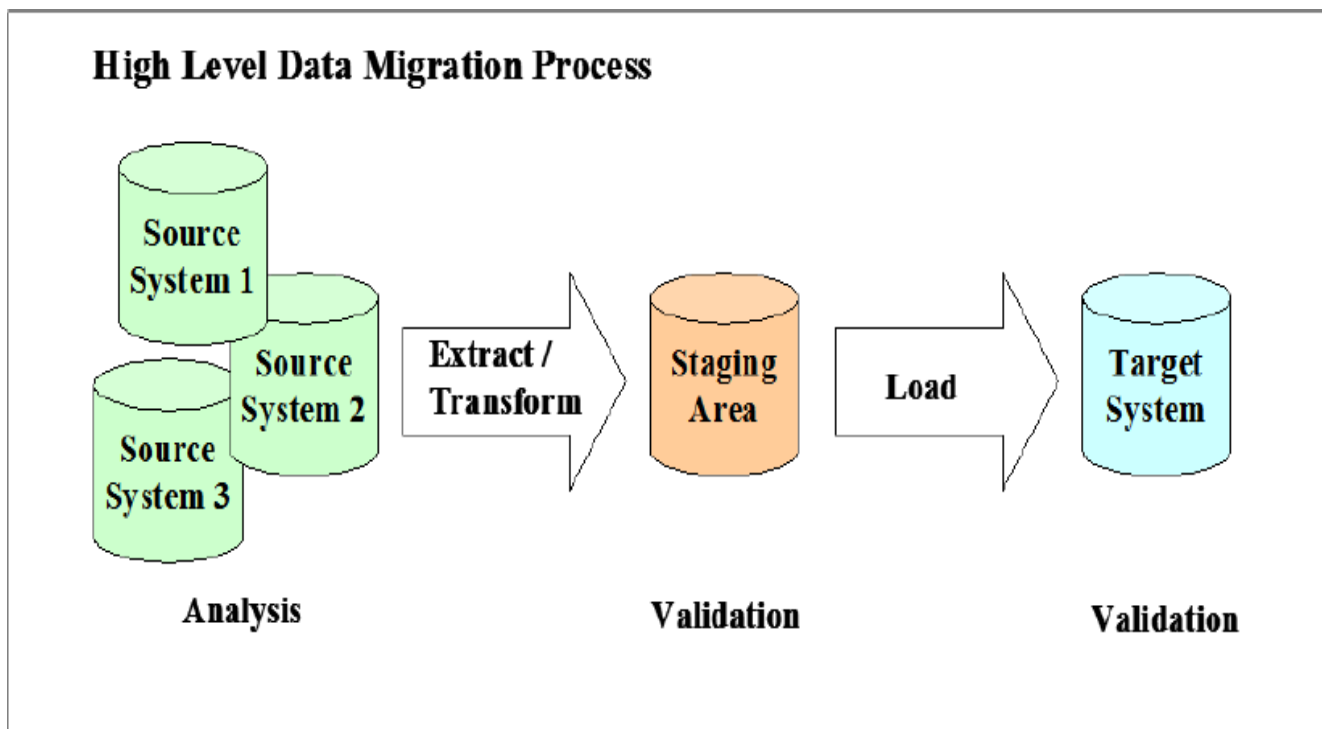 High Level Data Migration Process
Source
System 1
Source
System 2
Source
System 3
Extract /
Transform
Staging
Area
Load
Target
System
Analysis
Validation
Validation